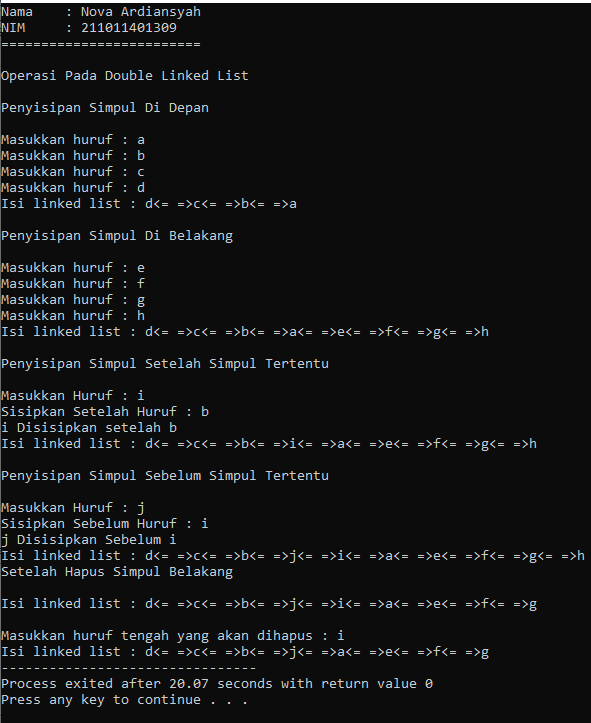 Nama    : Nova Ardiansyah
NIM     : 211011401309
=========================
Operasi Pada Double Linked List
Penyisipan Simpul Di Depan
Masukkan huruf : a
Masukkan huruf : b
Masukkan huruf : c
Masukkan huruf : d
Isi linked list : d<= =>c<= =>b<= =>a
Penyisipan Simpul Di Belakang
Masukkan huruf : e
Masukkan huruf : f
Masukkan huruf : g
Masukkan huruf : h
Isi linked list : d<= =>c<= =>b<= =>a<= =>e<= =>f<= =>g<= =>h
Penyisipan Simpul Setelah Simpul Tertentu
Masukkan Huruf : i
Sisipkan Setelah Huruf : b
i Disisipkan setelah b
Isi linked list : d<= =>c<= =>b<= =>i<= =>a<= =>e<= =>f<= =>g<= =>h
Penyisipan Simpul Sebelum Simpul Tertentu
Masukkan Huruf : j
Sisipkan Sebelum Huruf : i
j Disisipkan Sebelum i
Isi linked list : d<= =>c<= =>b<= =>j<= =>i<= =>a<= =>e<= =>f<= =>g<= =>h
Setelah Hapus Simpul Belakang
Isi linked list : d<= =>c<= =>b<= =>j<= =>i<= =>a<= =>e<= =>f<= =>g
Masukkan huruf tengah yang akan dihapus : i
Isi linked list : d<= =>c<= =>b<= =>j<= =>a<= =>e<= =>f<= =>g
--------------------------------
Process exited after 20.07 seconds with return value 0
Press any key to continue . . .